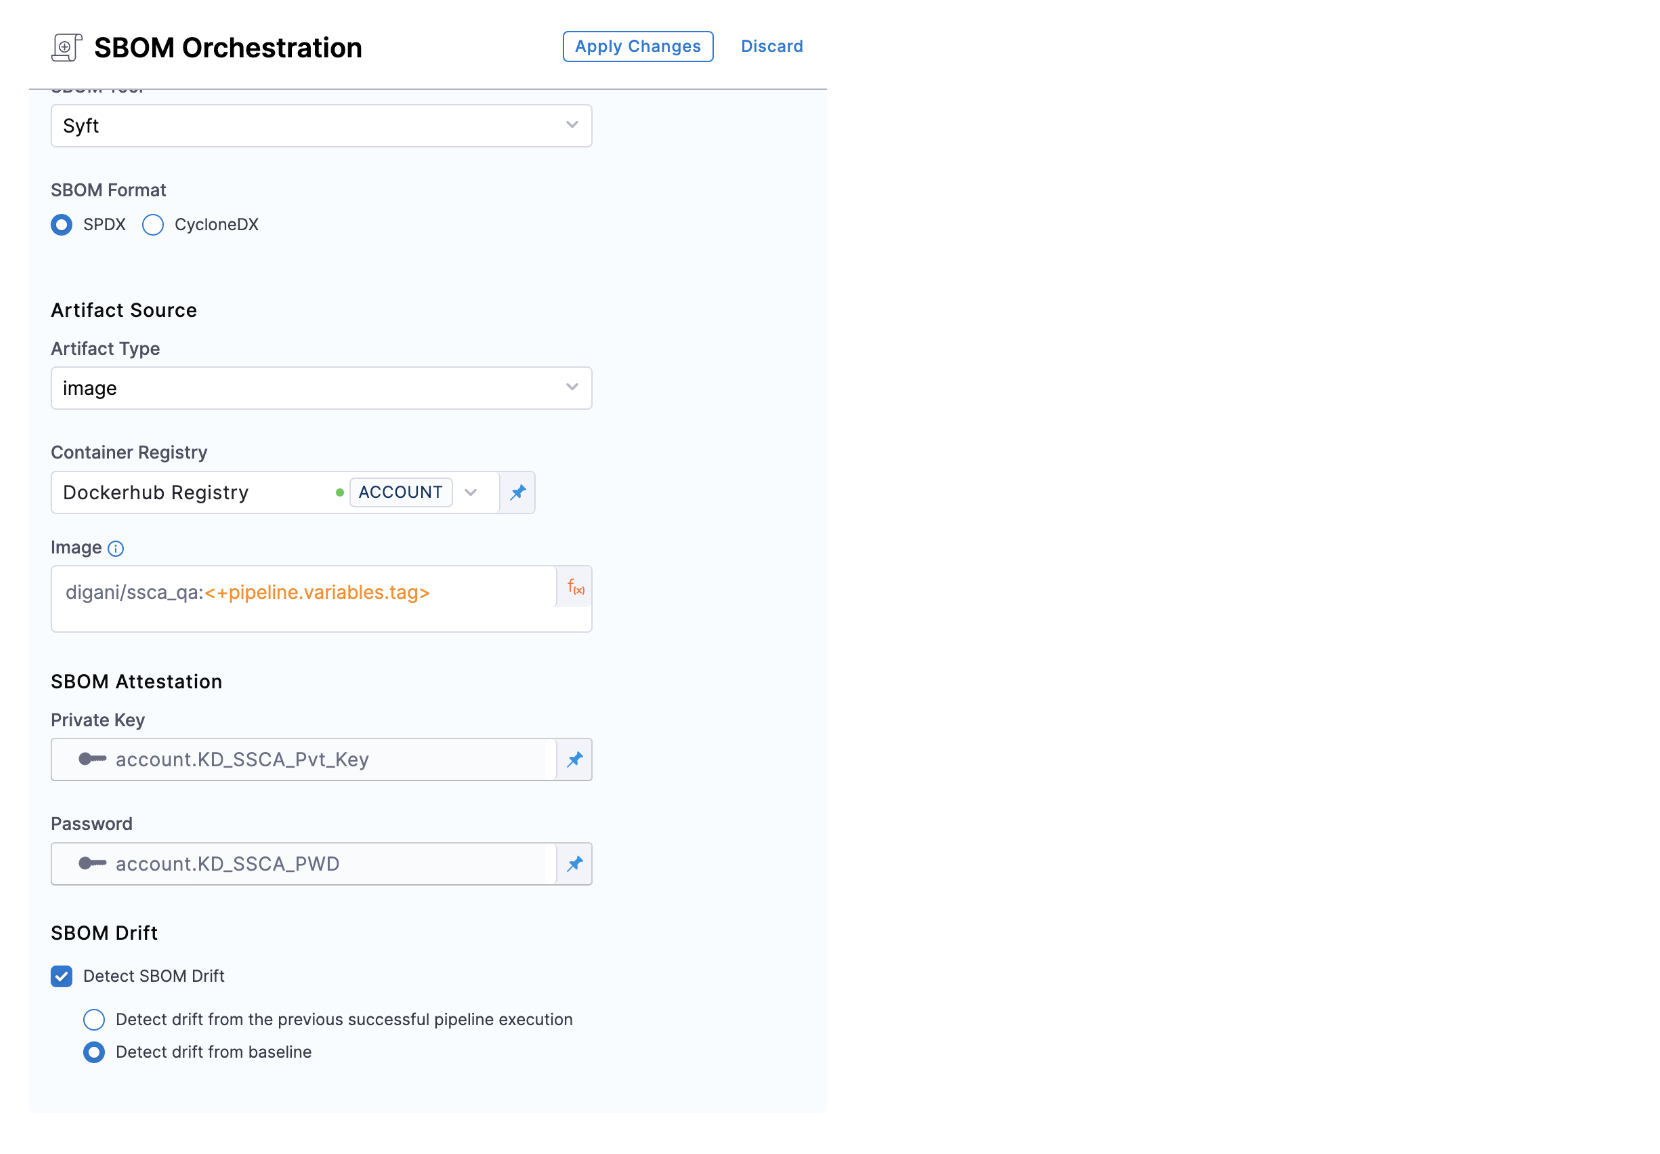 SBOM Orchestration
Apply Changes
Discard
SBOM Tool
Syft
SBOM Format
SPDX
CycloneDX
Artifact Source
Artifact Type
image
Container Registry
Dockerhub Registry
ACCOUNT
Image
digani/ssca_qa:<+pipeline.variables.tag>
f(x)
SBOM Attestation
Private Key
account.KD_SSCA_Pvt_Key
Password
account.KD_SSCA_PWD
SBOM Drift
Detect SBOM Drift
Detect drift from the previous successful pipeline execution
Detect drift from baseline